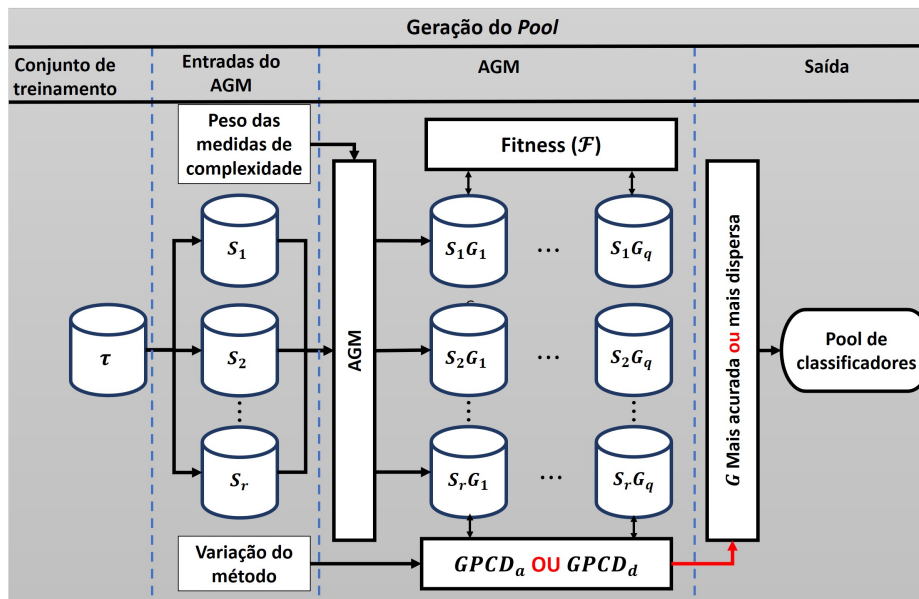 Geração do Pool
Conjunto de
treinamento
Entradas do
AGM
AGM
Saída
Peso das
medidas de
complexidade
Fitness (ℱ)
S₁
S₁G₁
...
S₁G_q
τ
S₂
AGM
S₂G₁
...
S₂G_q
G Mais acurada ou mais dispersa
Pool de
classificadores
S_r
S_rG₁
...
S_rG_q
Variação do
método
GPCD_a OU GPCD_d